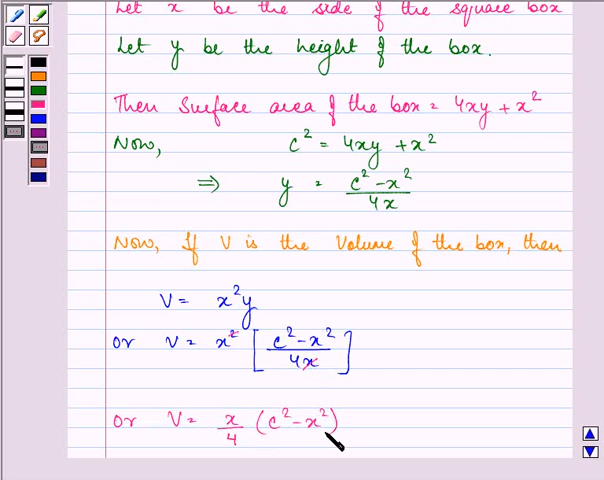 Let x be the side of the square box
Let y be the height of the box.
Then Surface area of the box = 4xy + x²
Now, c² = 4xy + x²
⇒ y = (c² - x²)/4x
Now, If V is the Volume of the box, then
V = x²y
or V = x² [(c² - x²)/4x]
or V = x/4 (c² - x²)